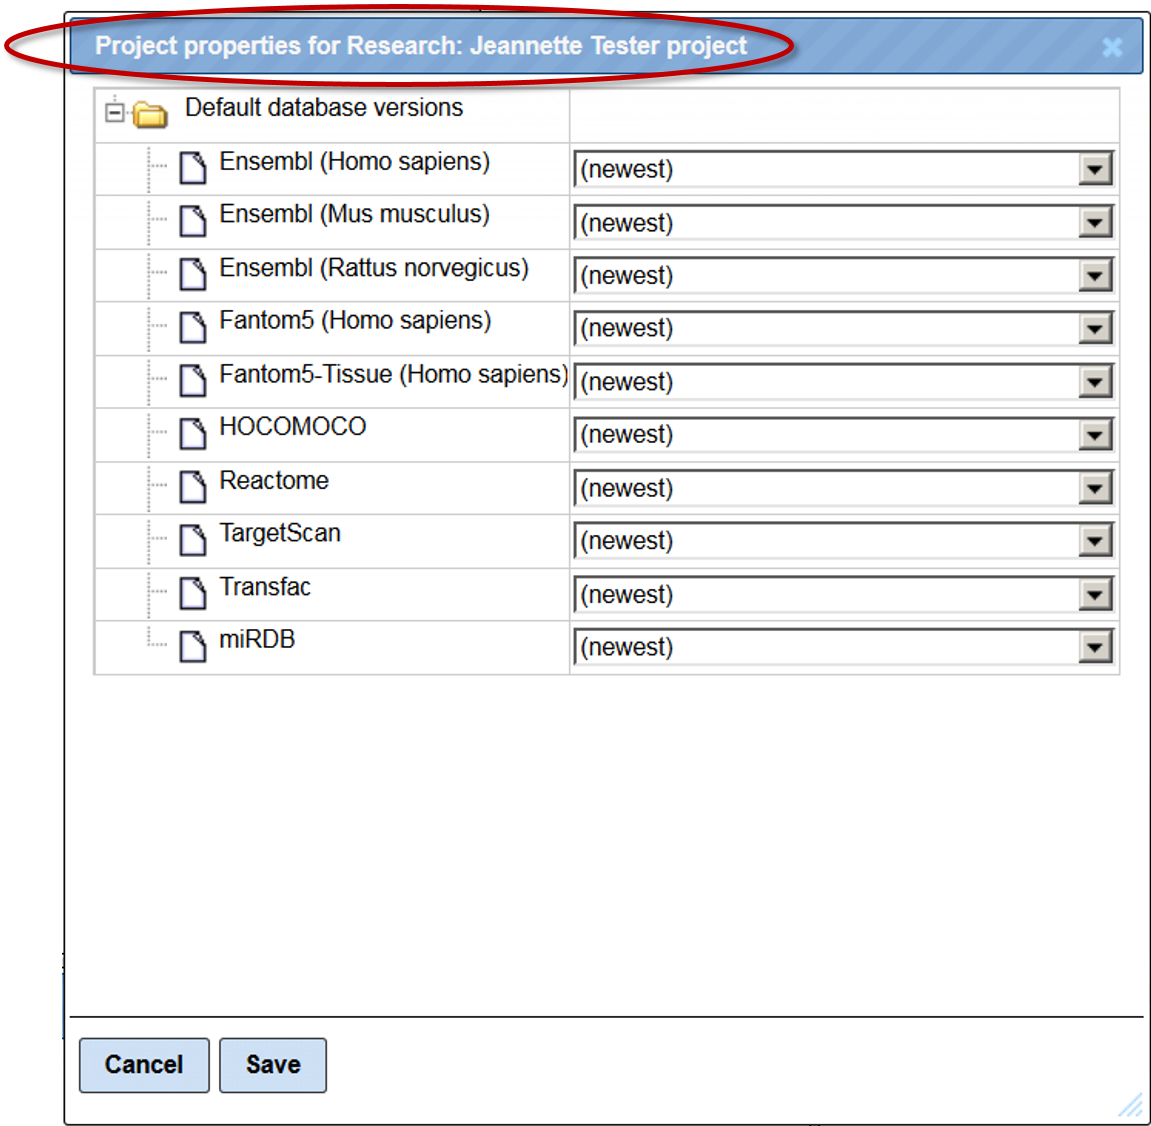 Project properties for Research: Jeannette Tester project
Default database versions
Ensembl (Homo sapiens) (newest)
Ensembl (Mus musculus) (newest)
Ensembl (Rattus norvegicus) (newest)
Fantom5 (Homo sapiens) (newest)
Fantom5-Tissue (Homo sapiens) (newest)
HOCOMOCO (newest)
Reactome (newest)
TargetScan (newest)
Transfac (newest)
miRDB (newest)
Cancel Save